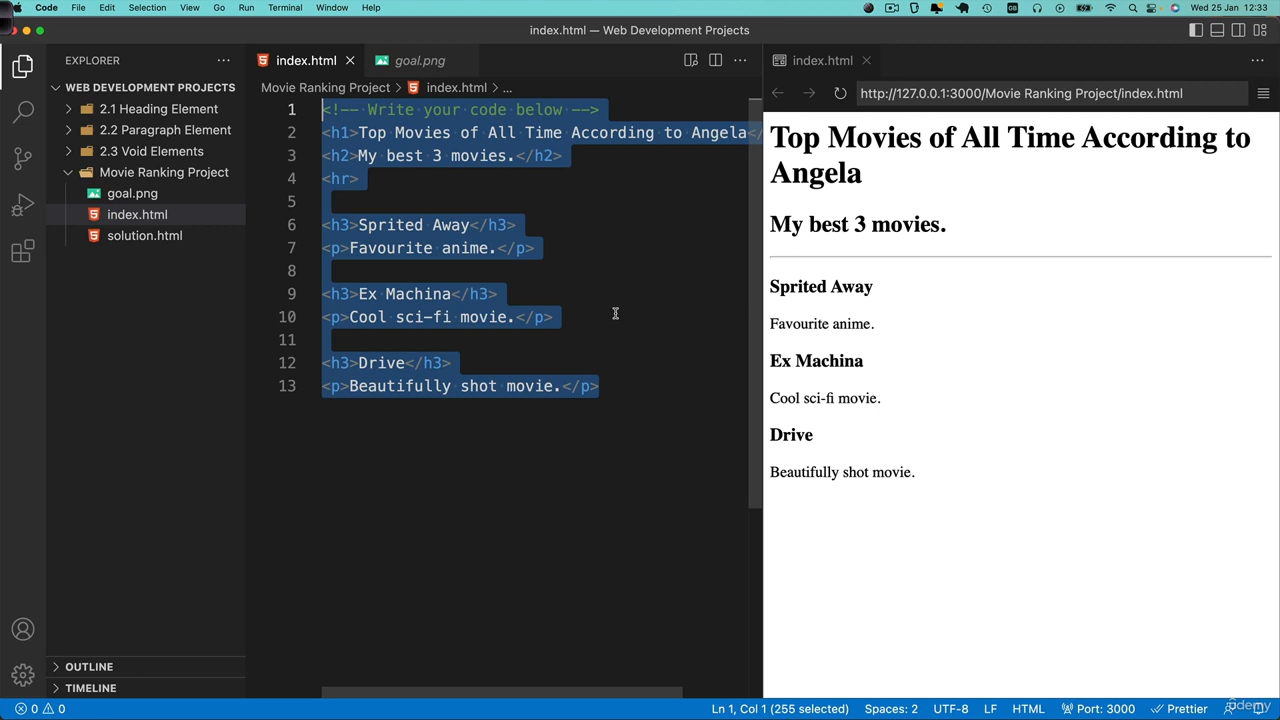 Code File Edit Selection View Go Run Terminal Window Help Wed 25 Jan 12:33
index.html — Web Development Projects
EXPLORER
WEB DEVELOPMENT PROJECTS
2.1 Heading Element
2.2 Paragraph Element
2.3 Void Elements
Movie Ranking Project
goal.png
index.html
solution.html
OUTLINE
TIMELINE
index.html goal.png
Movie Ranking Project > index.html > ...
1 <!-- Write your code below -->
2 <h1>Top Movies of All Time According to Angela</
3 <h2>My best 3 movies.</h2>
4 <hr>
5
6 <h3>Sprited Away</h3>
7 <p>Favourite anime.</p>
8
9 <h3>Ex Machina</h3>
10 <p>Cool sci-fi movie.</p>
11
12 <h3>Drive</h3>
13 <p>Beautifully shot movie.</p>
index.html
http://127.0.0.1:3000/Movie Ranking Project/index.html
Top Movies of All Time According to
Angela
My best 3 movies.
Sprited Away
Favourite anime.
Ex Machina
Cool sci-fi movie.
Drive
Beautifully shot movie.
0 0 Ln 1, Col 1 (255 selected) Spaces: 2 UTF-8 LF HTML Port: 3000 Prettier
Udemy